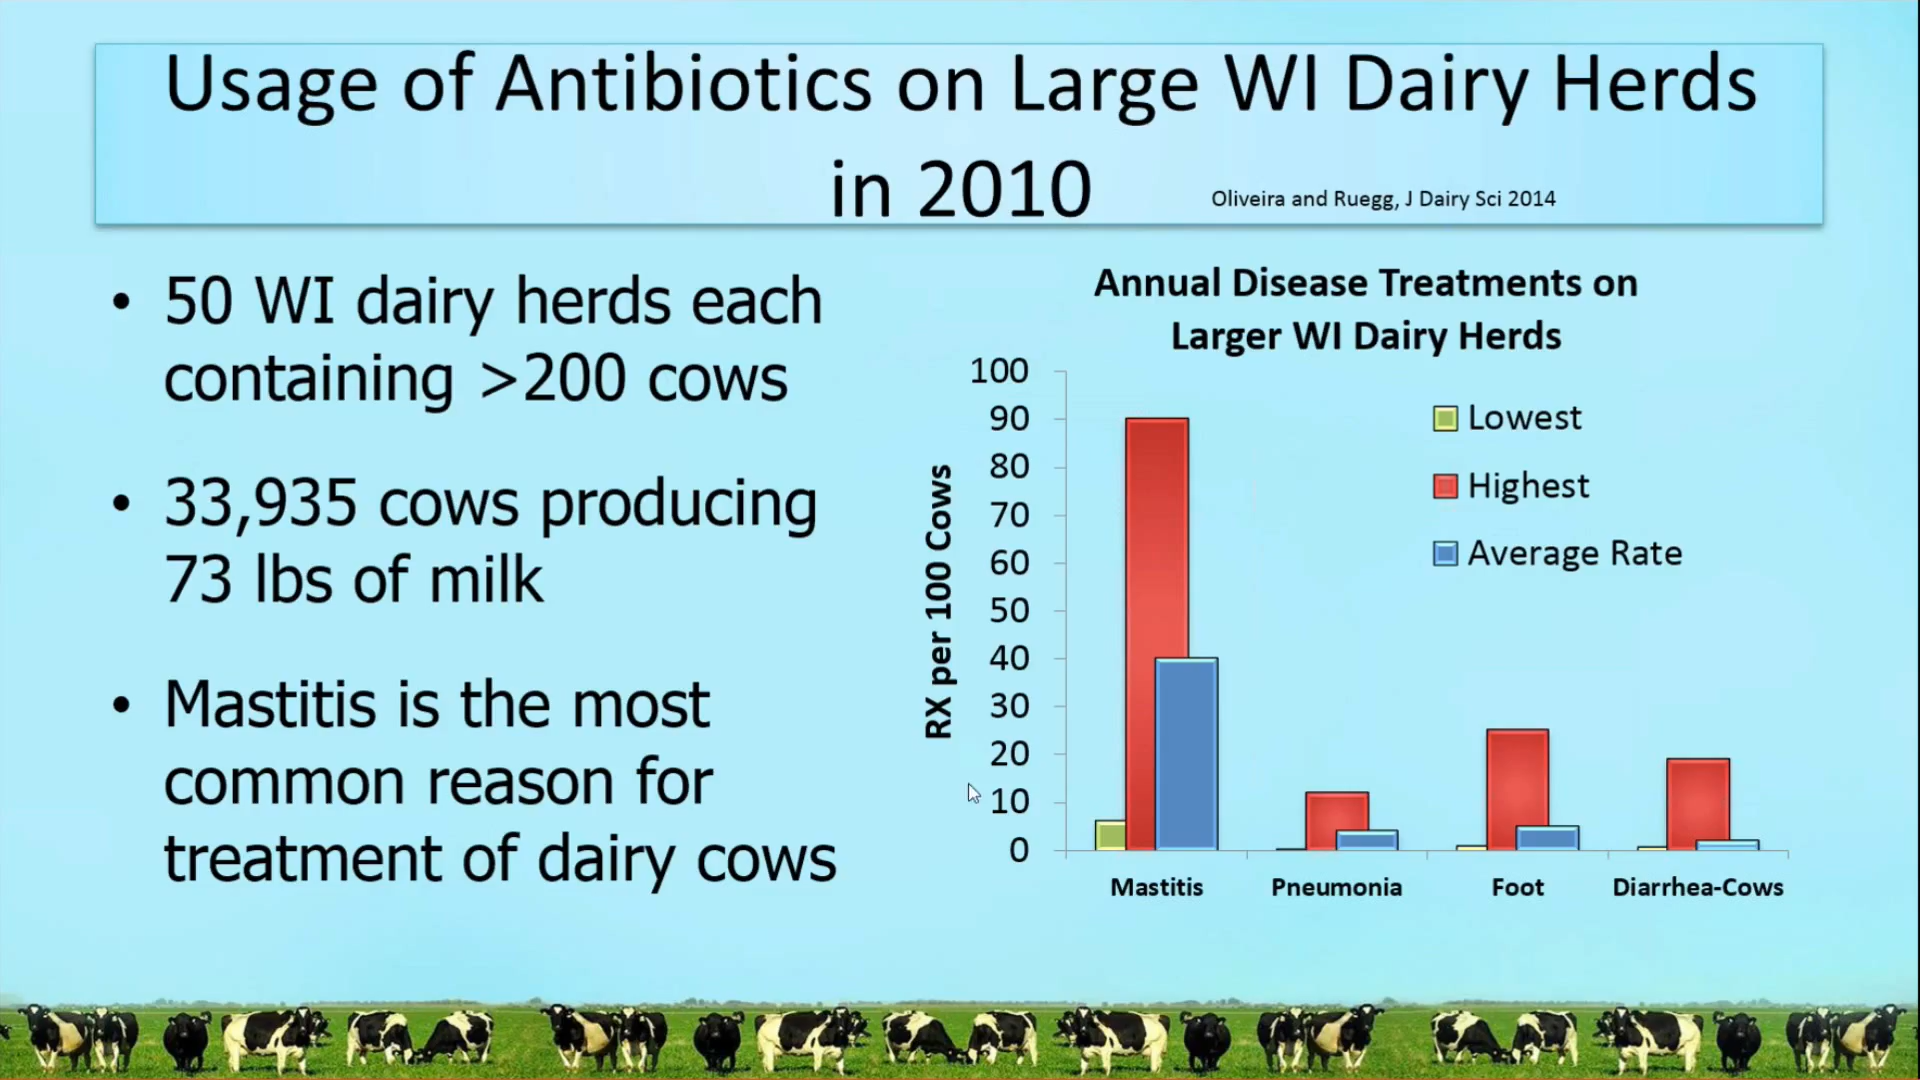 Usage of Antibiotics on Large WI Dairy Herds
in 2010
Oliveira and Ruegg, J Dairy Sci 2014
• 50 WI dairy herds each
containing >200 cows
• 33,935 cows producing
73 lbs of milk
• Mastitis is the most
common reason for
treatment of dairy cows
Annual Disease Treatments on
Larger WI Dairy Herds
RX per 100 Cows
100
90
80
70
60
50
40
30
20
10
0
Lowest
Highest
Average Rate
Mastitis
Pneumonia
Foot
Diarrhea-Cows